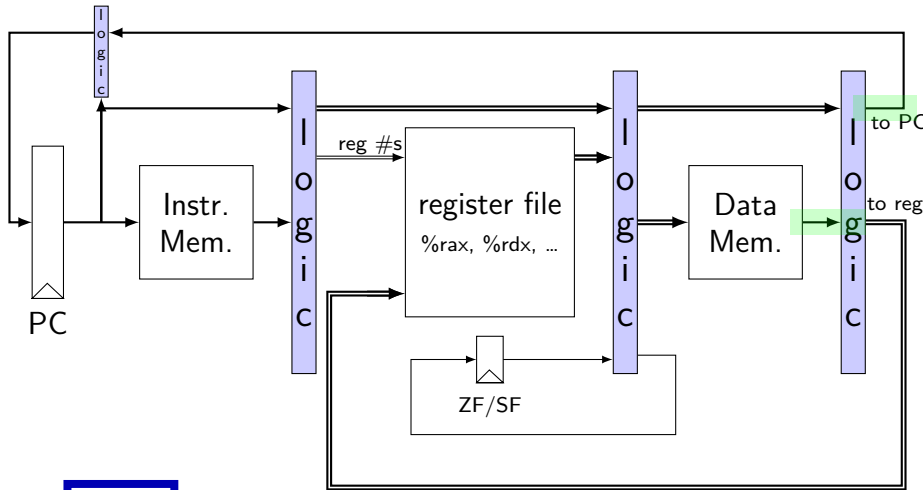 logic
to PC
logic
logic
logic
reg #s
Instr.
Mem.
register file
%rax, %rdx, ...
Data
Mem.
to reg
PC
ZF/SF